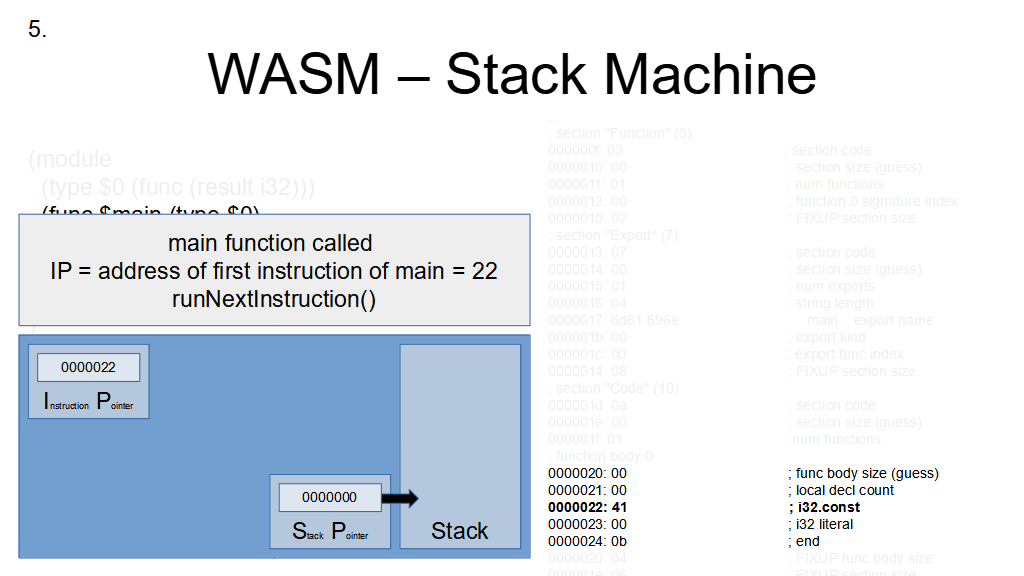 5.
WASM – Stack Machine
(module
(type $0 (func (result i32)))
(func $main (type $0)
main function called
IP = address of first instruction of main = 22
runNextInstruction()
0000022
Instruction Pointer
0000000
Stack Pointer
Stack
...
; section "Function" (3)
000000f: 03 ; section code
0000010: 00 ; section size (guess)
0000011: 01 ; num functions
0000012: 00 ; function 0 signature index
0000010: 02 ; FIXUP section size
; section "Export" (7)
0000013: 07 ; section code
0000014: 00 ; section size (guess)
0000015: 01 ; num exports
0000016: 04 ; string length
0000017: 6d61 696e main ; export name
000001b: 00 ; export kind
000001c: 00 ; export func index
0000014: 08 ; FIXUP section size
; section "Code" (10)
000001d: 0a ; section code
000001e: 00 ; section size (guess)
000001f: 01 ; num functions
; function body 0
0000020: 00 ; func body size (guess)
0000021: 00 ; local decl count
0000022: 41 ; i32.const
0000023: 00 ; i32 literal
0000024: 0b ; end
0000020: 04 ; FIXUP func body size
000001e: 06 ; FIXUP section size